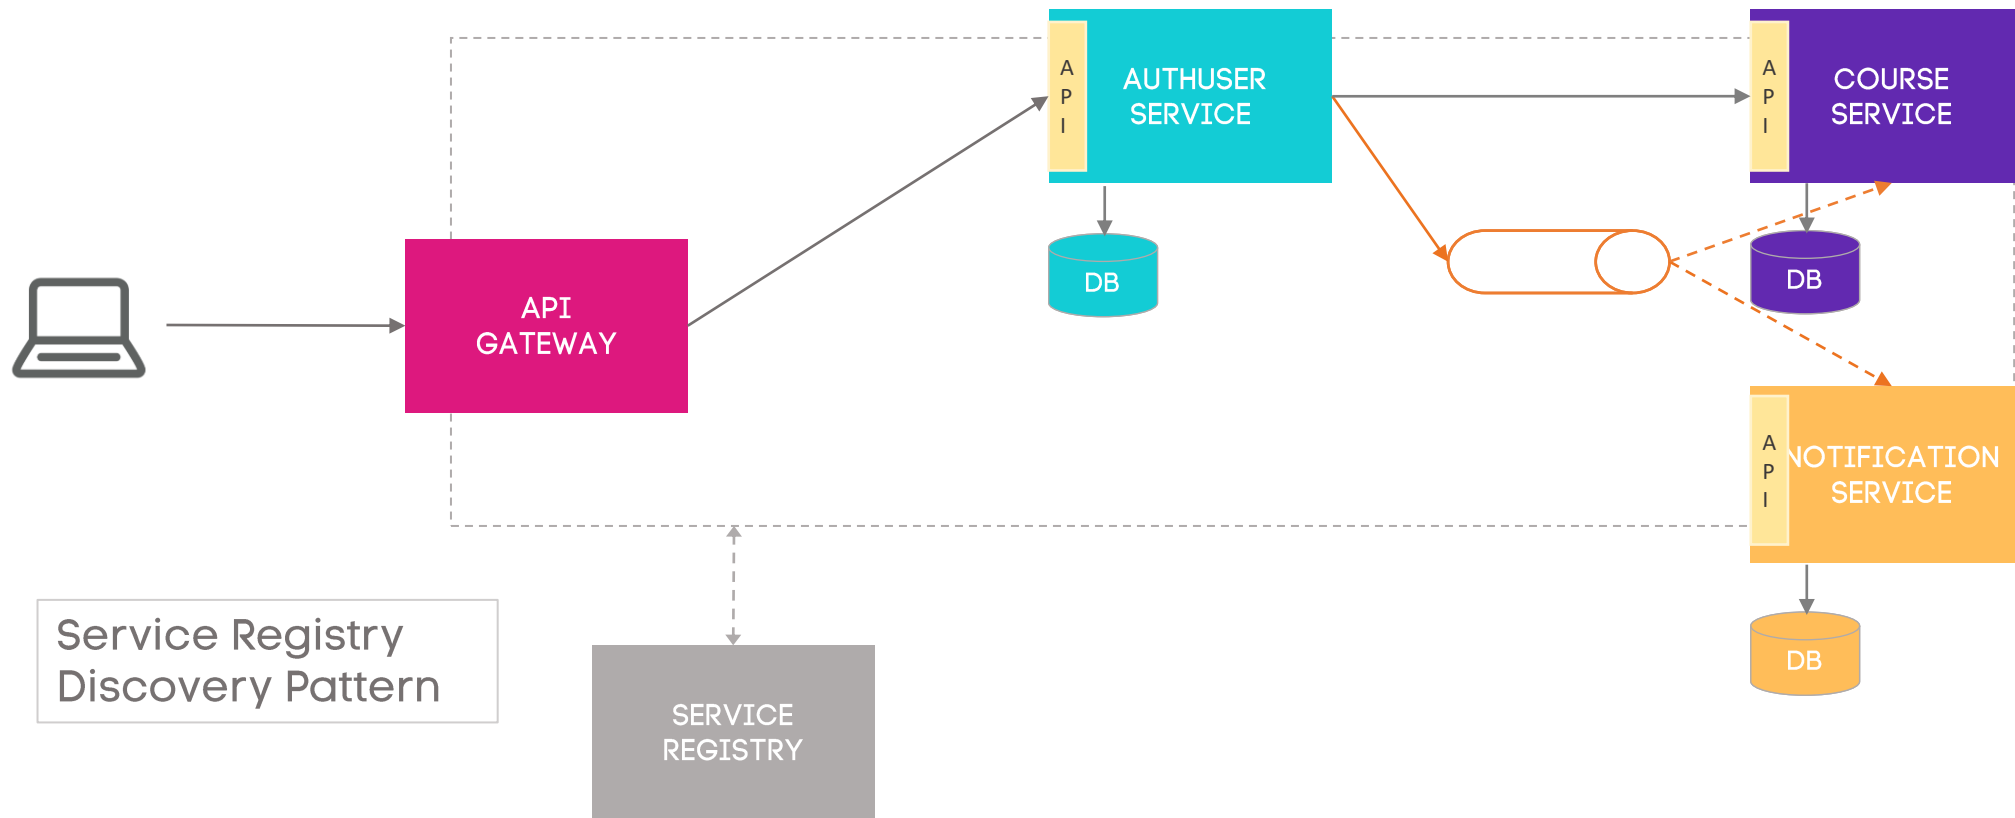 A
P
I
AUTHUSER
SERVICE
A
P
I
COURSE
SERVICE
DB
DB
API
GATEWAY
A
P
I
NOTIFICATION
SERVICE
DB
Service Registry
Discovery Pattern
SERVICE
REGISTRY